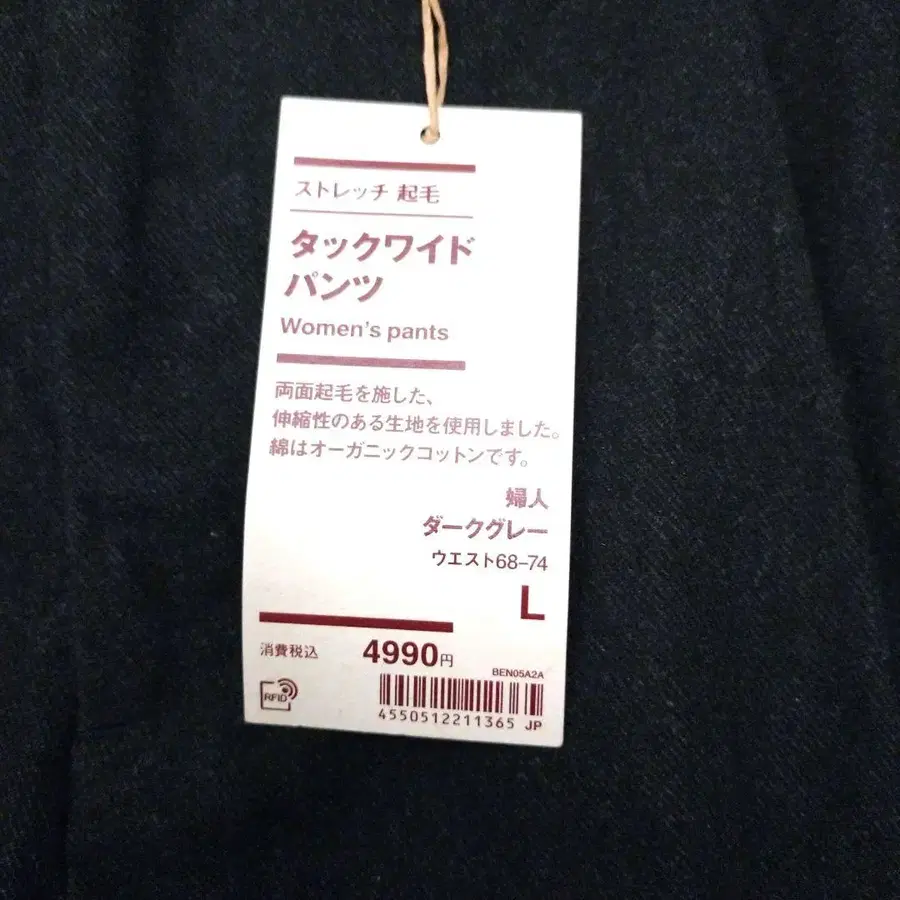 ストレッチ 起毛
タックワイド
パンツ
Women's pants
両面起毛を施した、
伸縮性のある生地を使用しました。
綿はオーガニックコットンです。
婦人
ダークグレー
ウエスト68-74
L
消費税込 4990円
BEN05A2A
RFID
4550512211365 JP